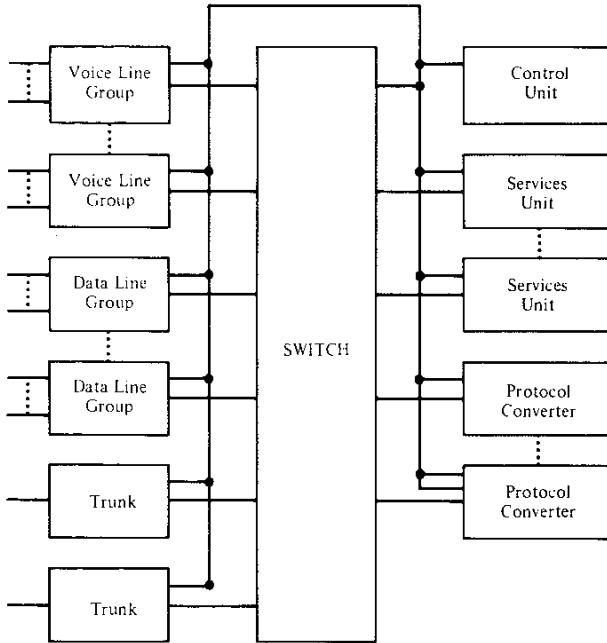 Voice Line
Group
Voice Line
Group
Data Line
Group
Data Line
Group
Trunk
Trunk
SWITCH
Control
Unit
Services
Unit
Services
Unit
Protocol
Converter
Protocol
Converter